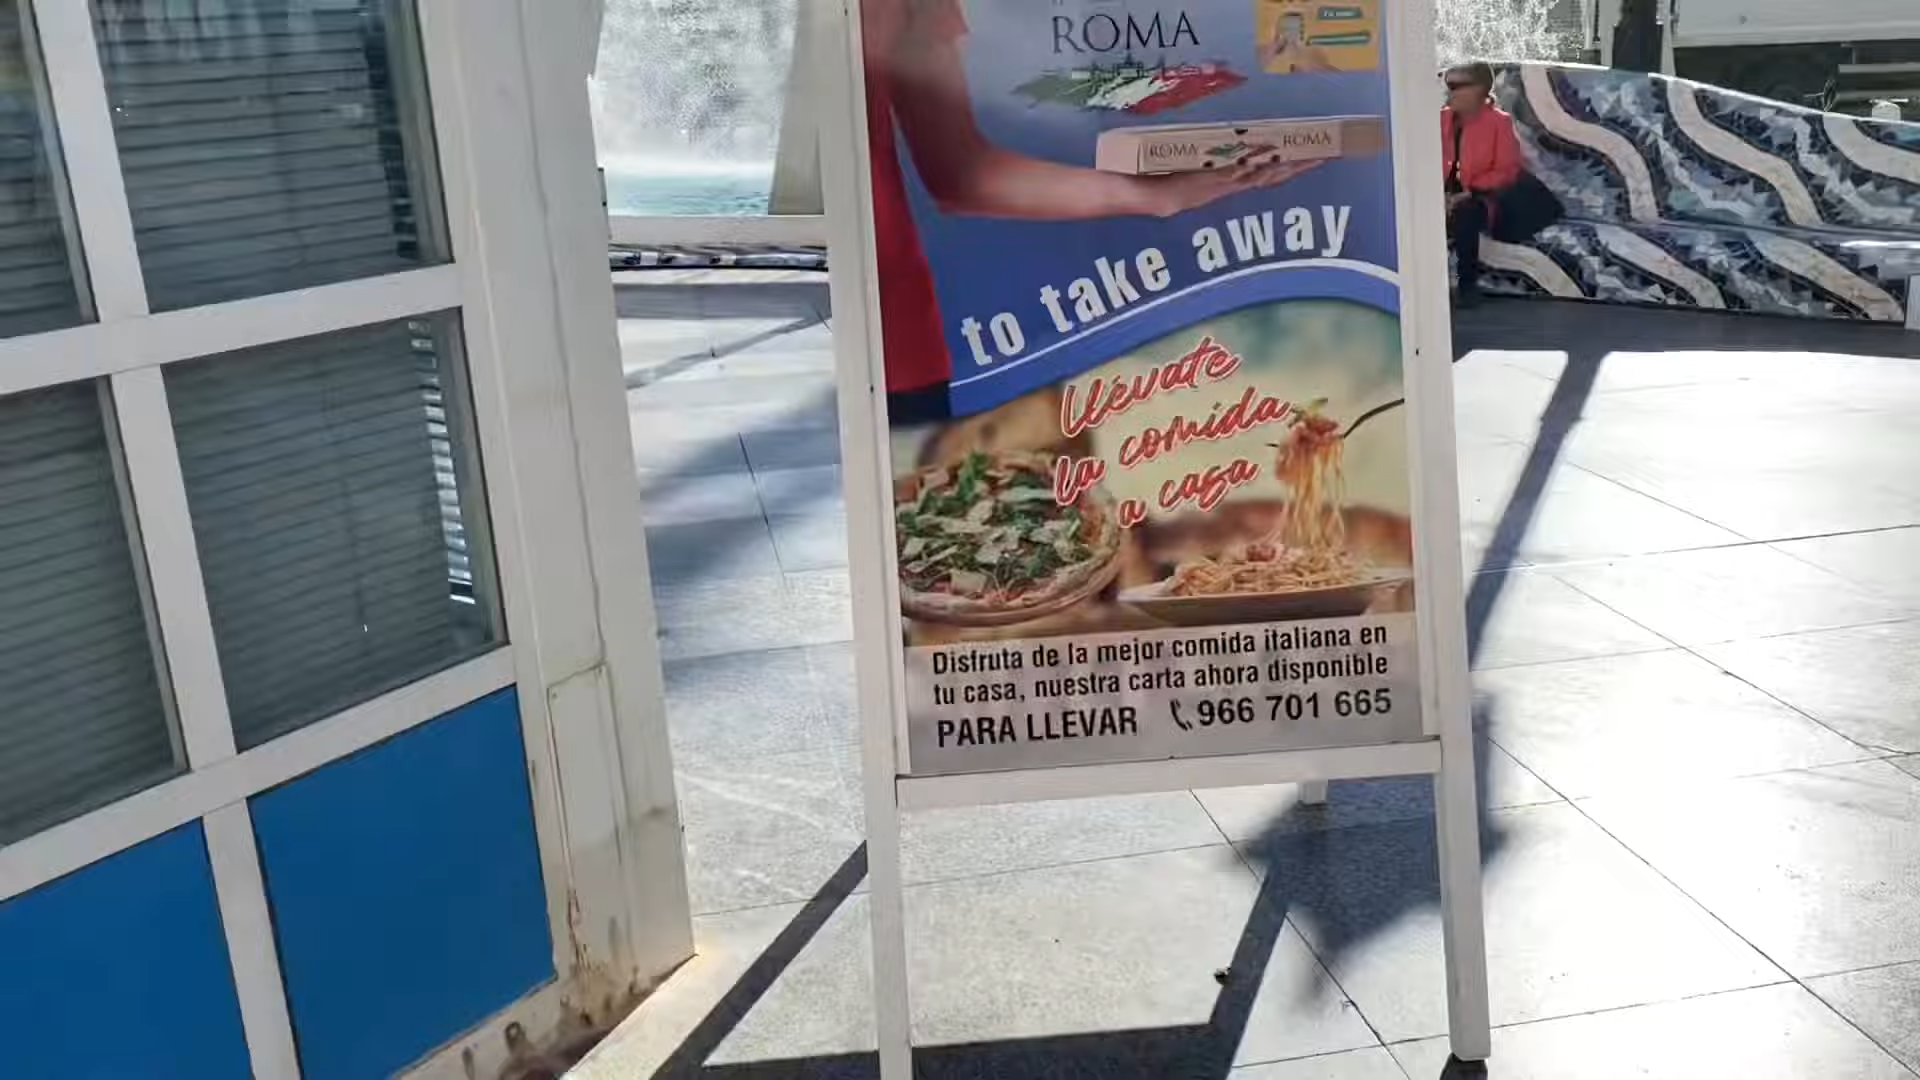 ROMA
ROMA ROMA
to take away
llévate
la comida
a casa
Disfruta de la mejor comida italiana en
tu casa, nuestra carta ahora disponible
PARA LLEVAR 966 701 665